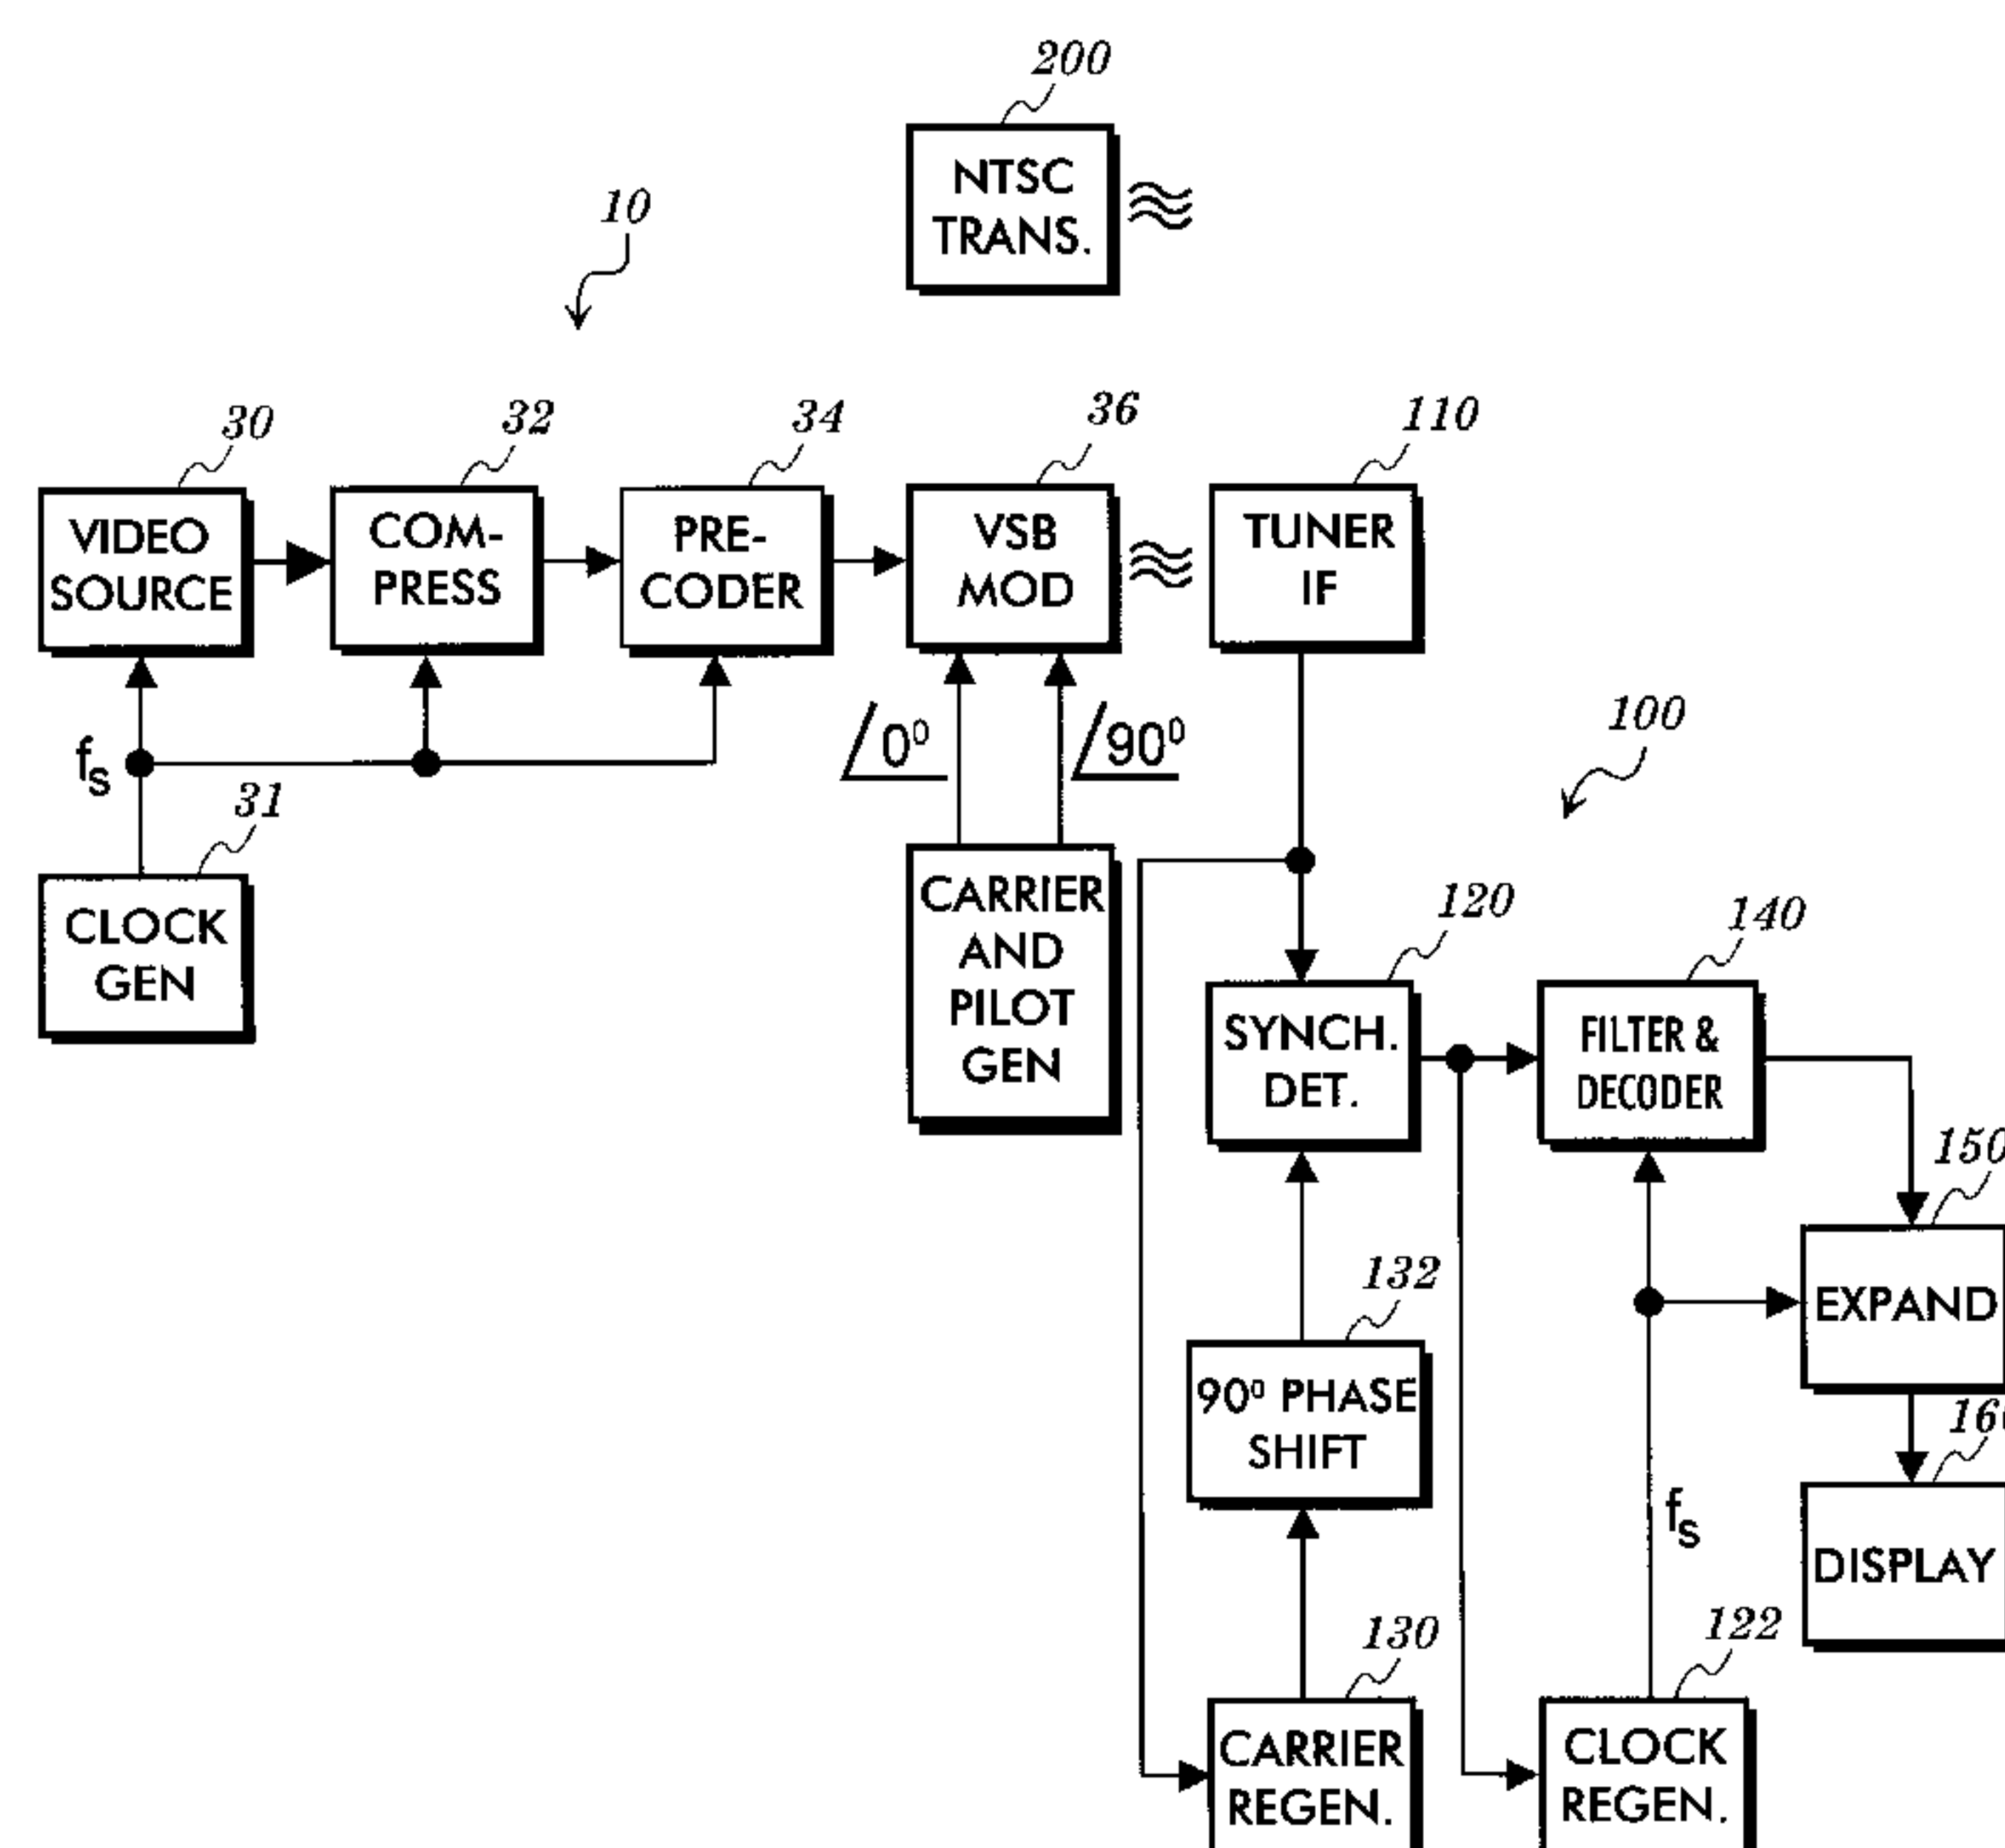 200
NTSC
TRANS.
10
30
32
34
36
110
VIDEO
SOURCE
COM-
PRESS
PRE-
CODER
VSB
MOD
TUNER
IF
fs
0°
90°
100
31
CLOCK
GEN
CARRIER
AND
PILOT
GEN
120
140
SYNCH.
DET.
FILTER &
DECODER
150
132
EXPAND
90° PHASE
SHIFT
fs
DISPLAY
130
122
CARRIER
REGEN.
CLOCK
REGEN.